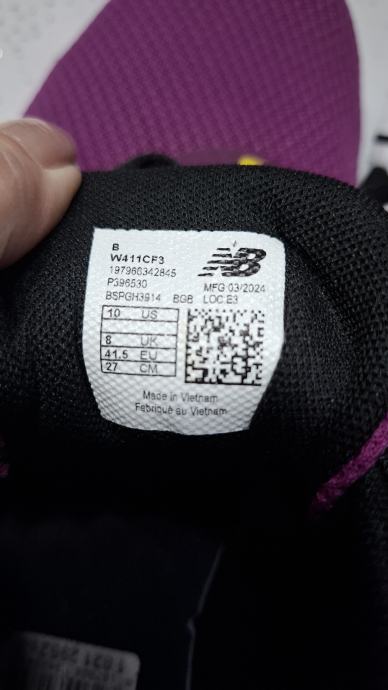 B
W411CF3
197960342845
P396530
BSPGH3914 BGB
NB
MFG 03/2024
LOC:E3
10 US
8 UK
41.5 EU
27 CM
Made in Vietnam
Fabriqué au Vietnam